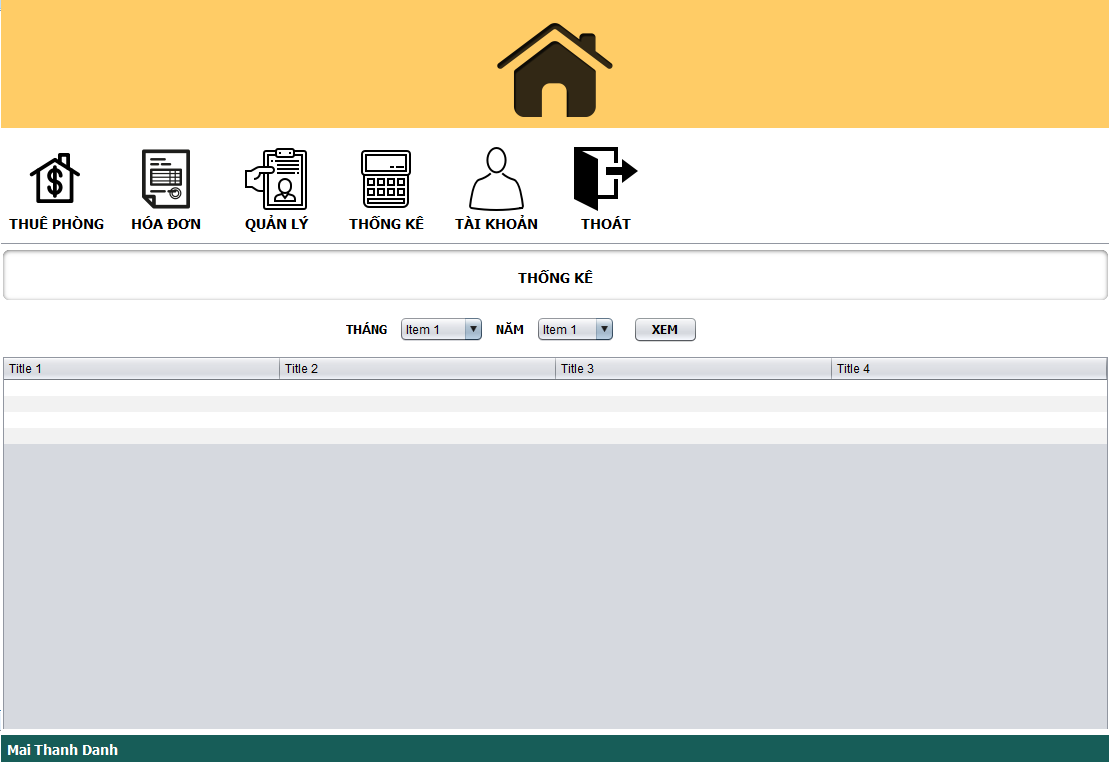 THUÊ PHÒNG HÓA ĐƠN QUẢN LÝ THỐNG KÊ TÀI KHOẢN THOÁT
THỐNG KÊ
THÁNG Item 1 NĂM Item 1 XEM
Title 1 Title 2 Title 3 Title 4
Mai Thanh Danh